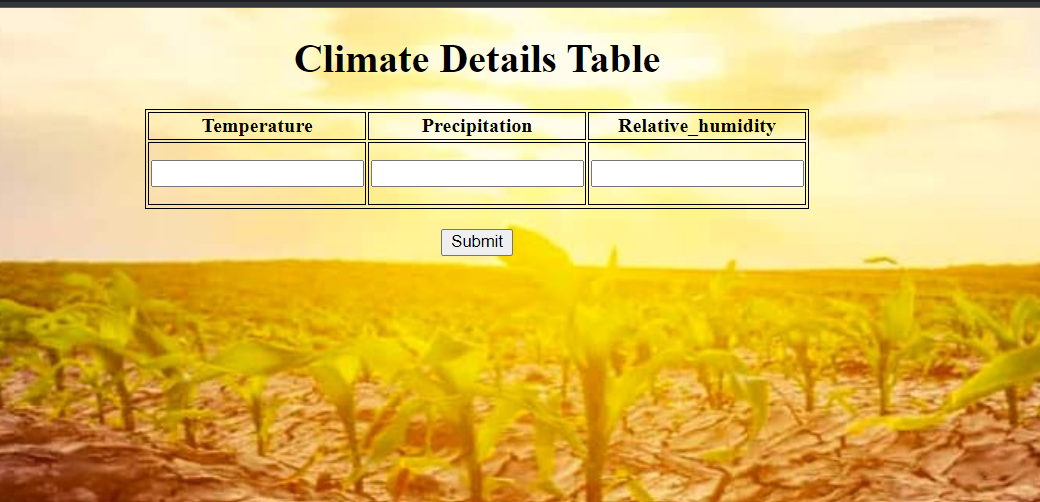 Climate Details Table
Temperature Precipitation Relative_humidity
Submit